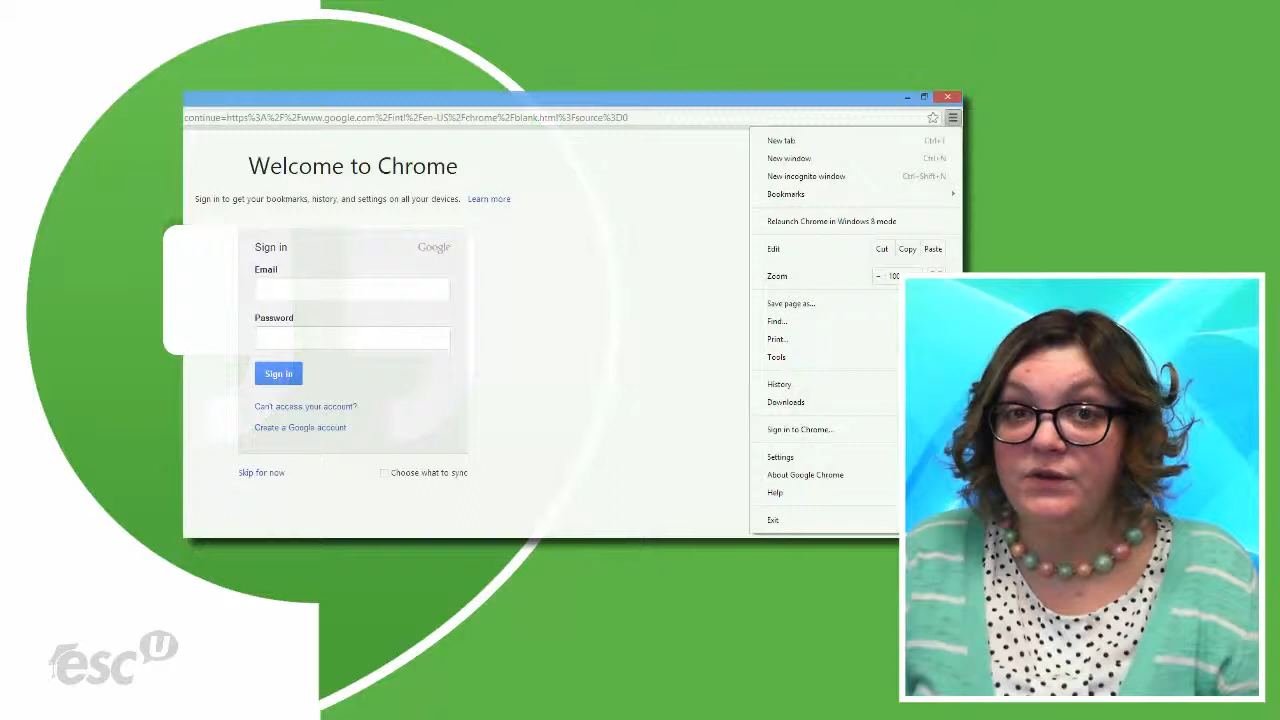 continue=http%3A%2F%2Fwww.google.com%2Fintl%2Fen-US%2Fchrome%2Fblank.html%3Fsource%3D0
Welcome to Chrome
Sign in to get your bookmarks, history, and settings on all your devices. Learn more
Sign in Google
Email
Password
Sign in
Can't access your account?
Create a Google account
Skip for now Choose what to sync
New tab Ctrl+T
New window Ctrl+N
New incognito window Ctrl+Shift+N
Bookmarks
Relaunch Chrome in Windows 8 mode
Edit Cut Copy Paste
Zoom − 100
Save page as...
Find...
Print...
Tools
History
Downloads
Sign in to Chrome...
Settings
About Google Chrome
Help
Exit
esc U